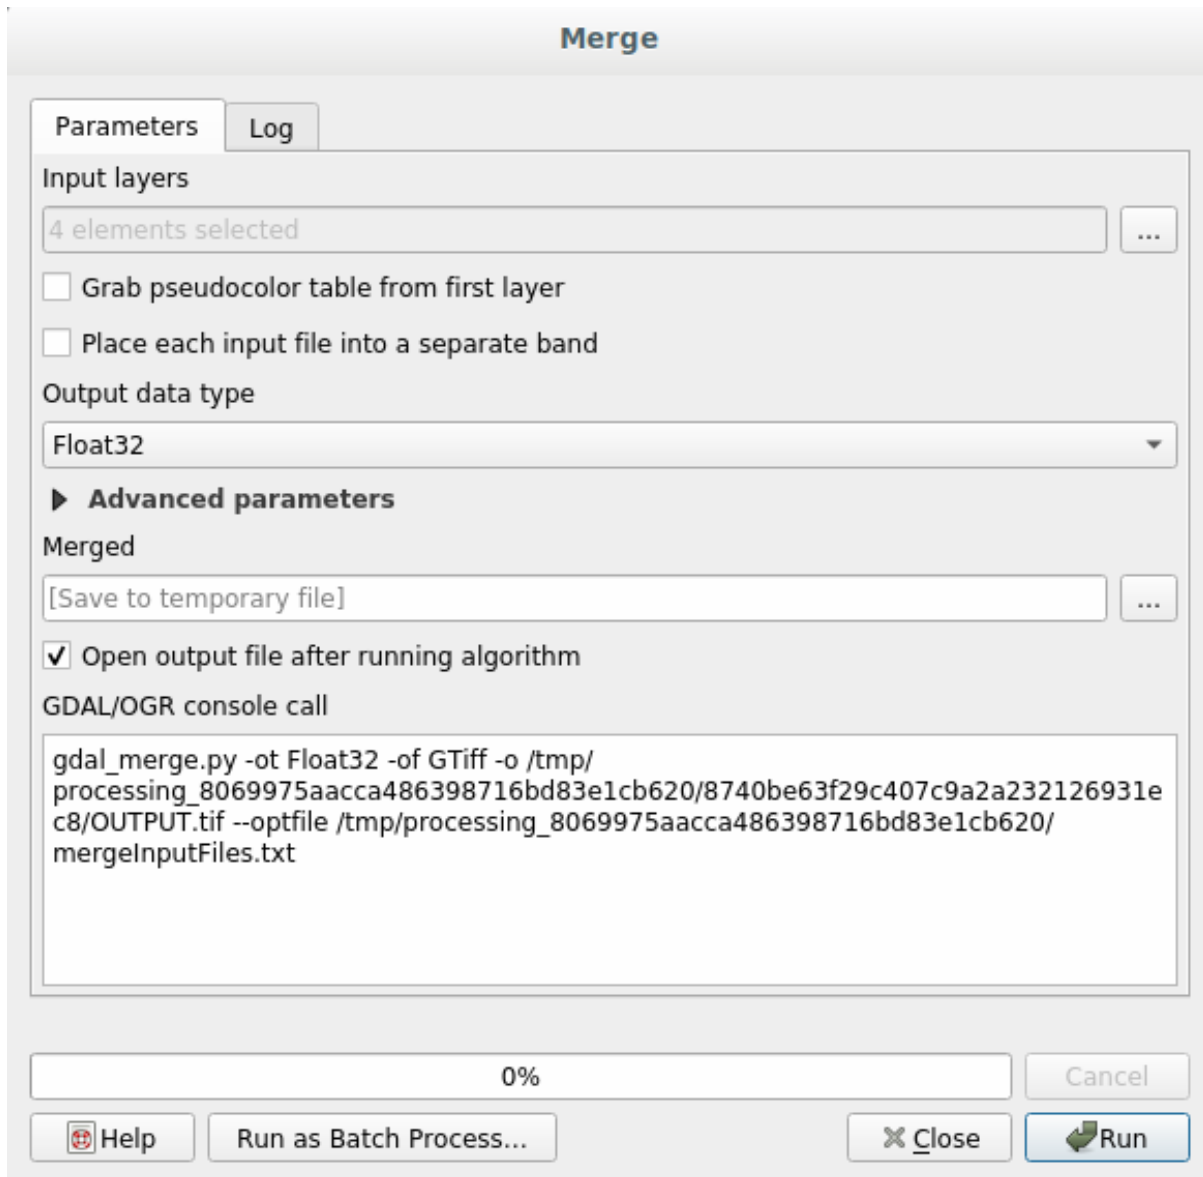 Merge
Parameters
Log
Input layers
4 elements selected
...
Grab pseudocolor table from first layer
Place each input file into a separate band
Output data type
Float32
Advanced parameters
Merged
[Save to temporary file]
...
Open output file after running algorithm
GDAL/OGR console call
gdal_merge.py -ot Float32 -of GTiff -o /tmp/
processing_8069975aacca486398716bd83e1cb620/8740be63f29c407c9a2a232126931e
c8/OUTPUT.tif --optfile /tmp/processing_8069975aacca486398716bd83e1cb620/
mergeInputFiles.txt
0%
Cancel
Help
Run as Batch Process...
Close
Run